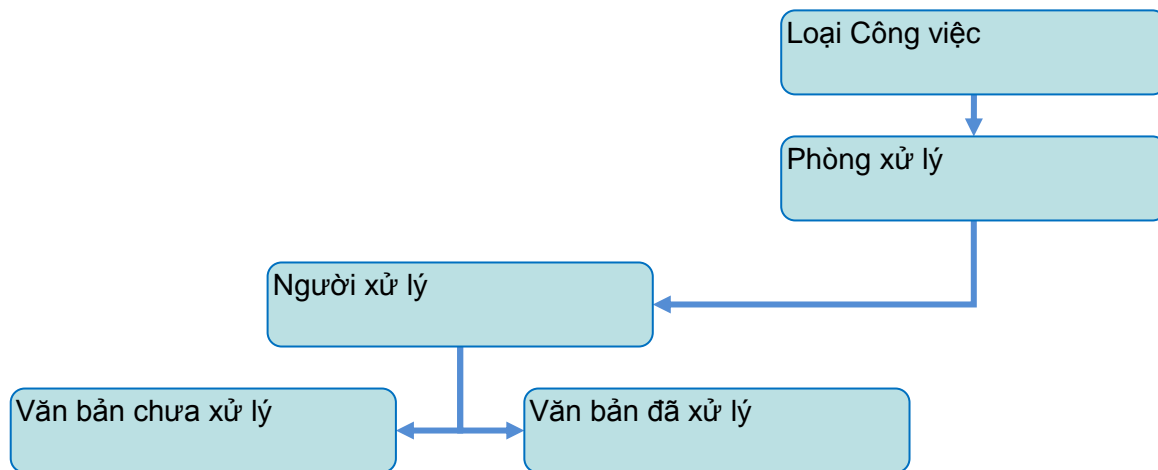 Loại Công việc
Phòng xử lý
Người xử lý
Văn bản chưa xử lý
Văn bản đã xử lý